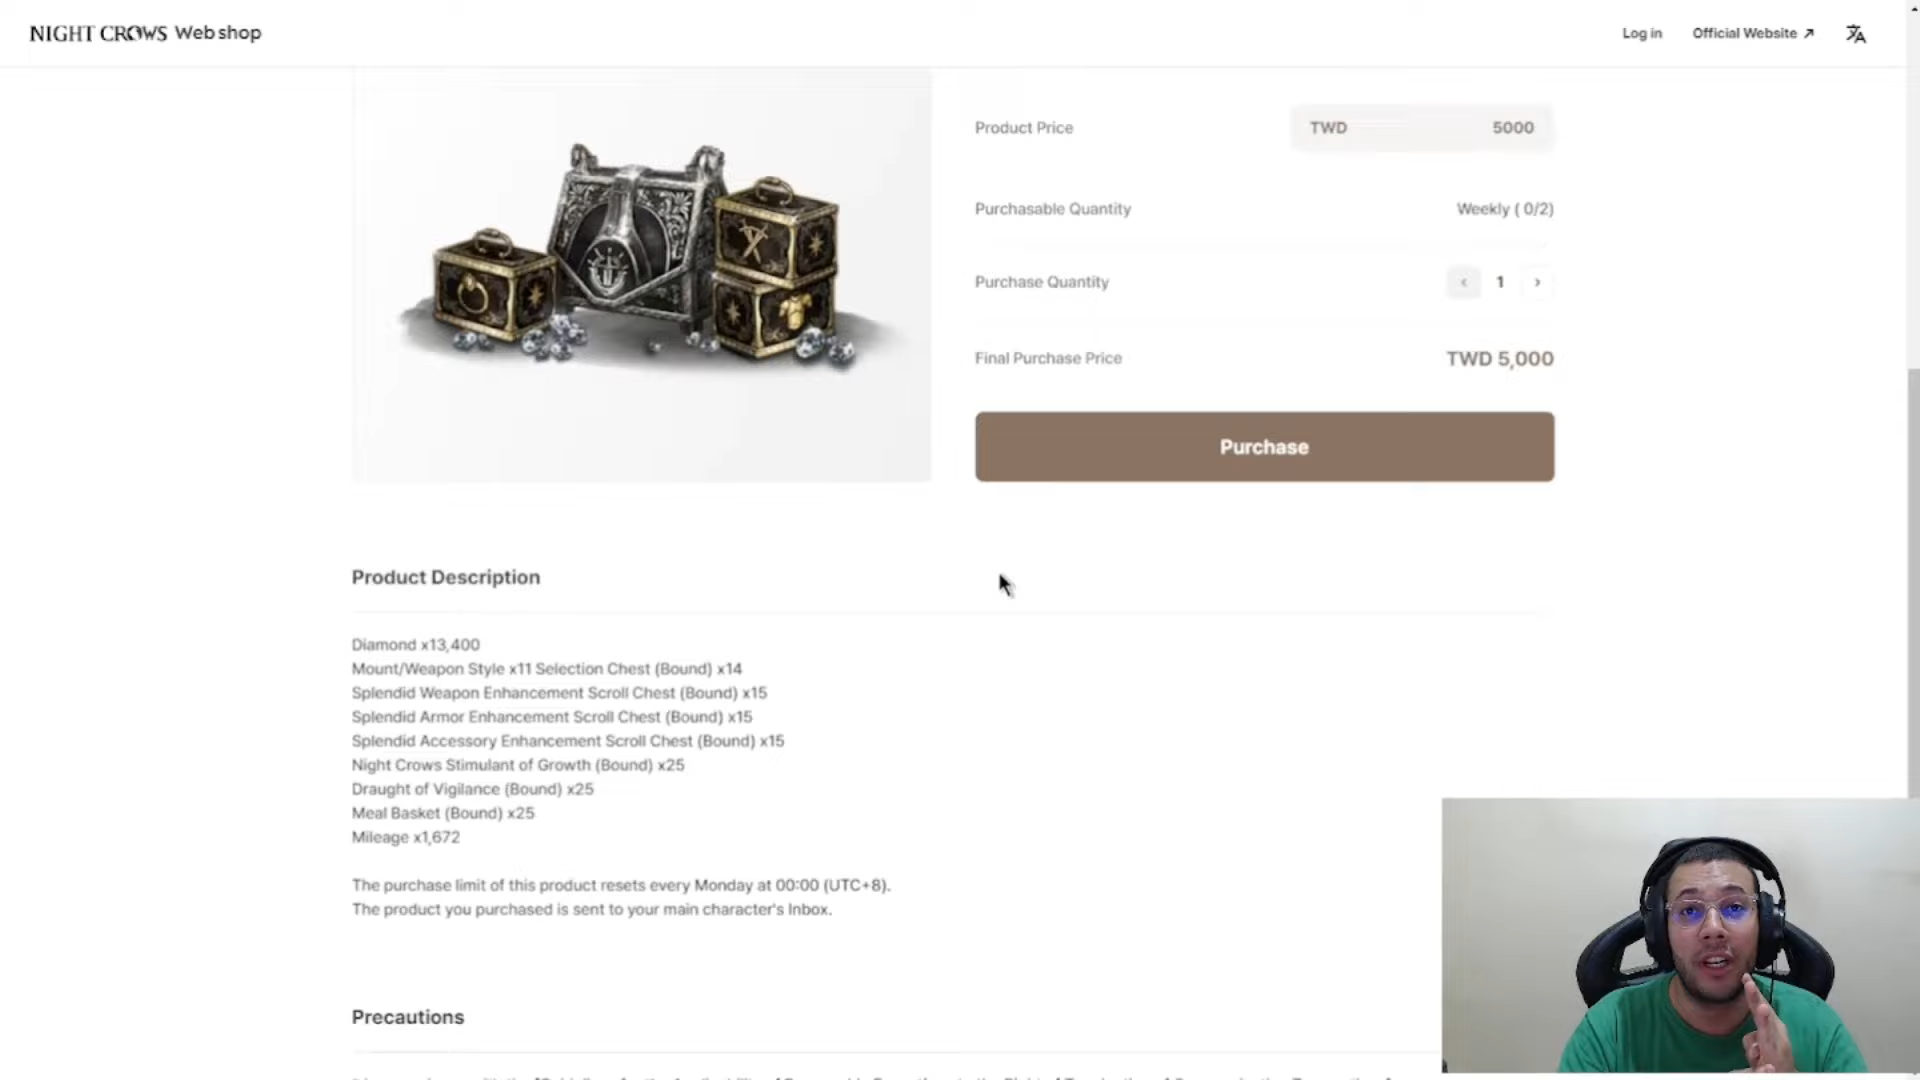 NIGHT CROWS Web shop
Log in
Official Website
Product Price
TWD 5000
Purchasable Quantity
Weekly ( 0/2)
Purchase Quantity
1
Final Purchase Price
TWD 5,000
Purchase
Product Description
Diamond x13,400
Mount/Weapon Style x11 Selection Chest (Bound) x14
Splendid Weapon Enhancement Scroll Chest (Bound) x15
Splendid Armor Enhancement Scroll Chest (Bound) x15
Splendid Accessory Enhancement Scroll Chest (Bound) x15
Night Crows Stimulant of Growth (Bound) x25
Draught of Vigilance (Bound) x25
Meal Basket (Bound) x25
Mileage x1,672
The purchase limit of this product resets every Monday at 00:00 (UTC+8).
The product you purchased is sent to your main character's Inbox.
Precautions